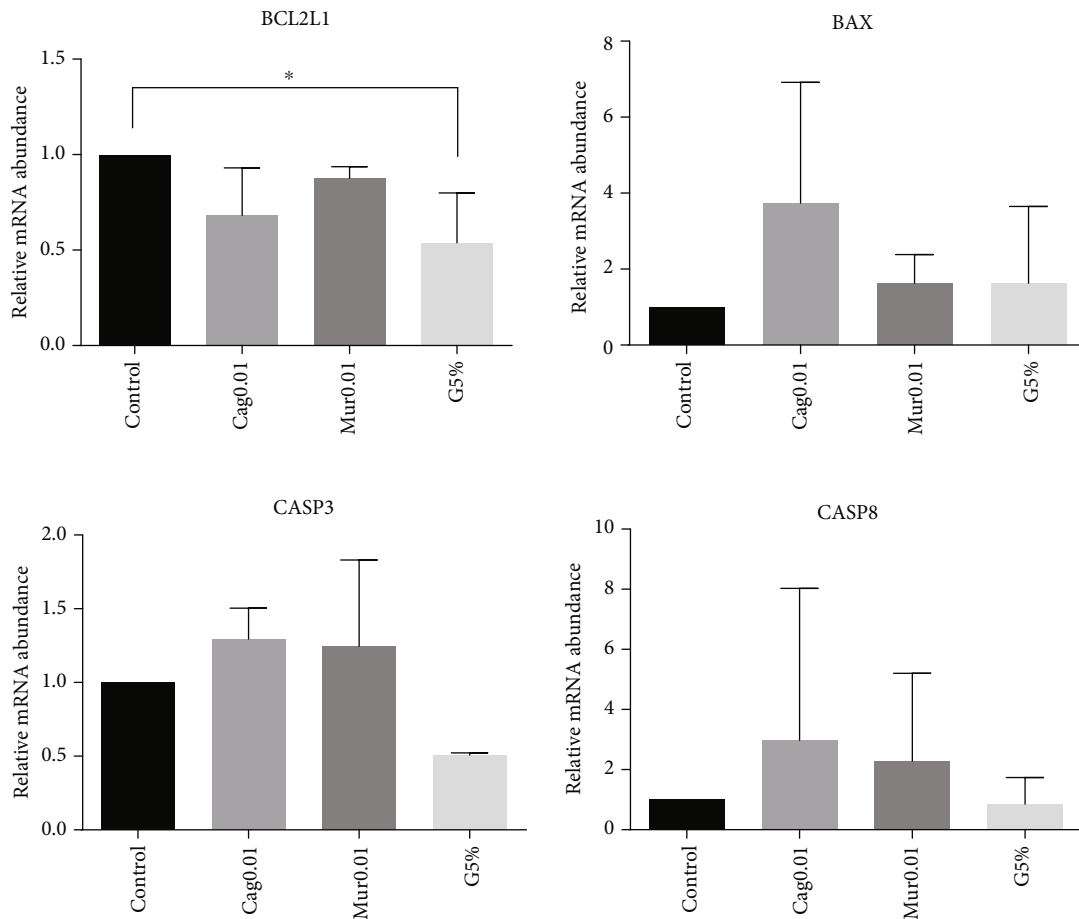 BCL2L1
Relative mRNA abundance
1.5
1.0
0.5
0.0
*
Control
Cag0.01
Mur0.01
G5%
BAX
Relative mRNA abundance
8
6
4
2
0
Control
Cag0.01
Mur0.01
G5%
CASP3
Relative mRNA abundance
2.0
1.5
1.0
0.5
0.0
Control
Cag0.01
Mur0.01
G5%
CASP8
Relative mRNA abundance
10
8
6
4
2
0
Control
Cag0.01
Mur0.01
G5%